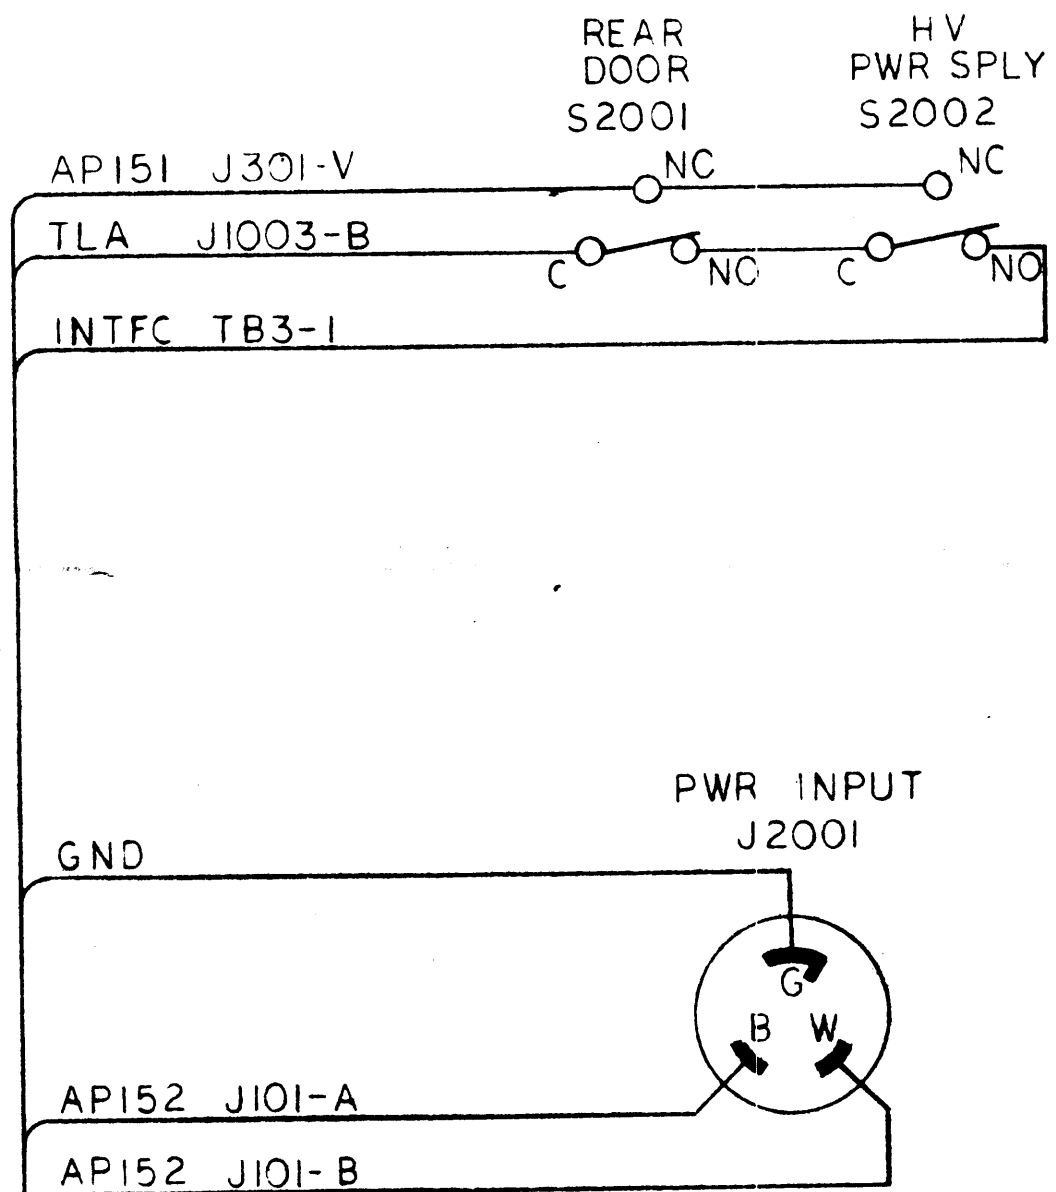 REAR
DOOR
S2001
HV
PWR SPLY
S2002
AP151 J301-V
NC
NC
TLA J1003-B
C
NO
C
NO
INTFC TB3-1
PWR INPUT
J2001
GND
G
B W
AP152 J101-A
AP152 J101-B